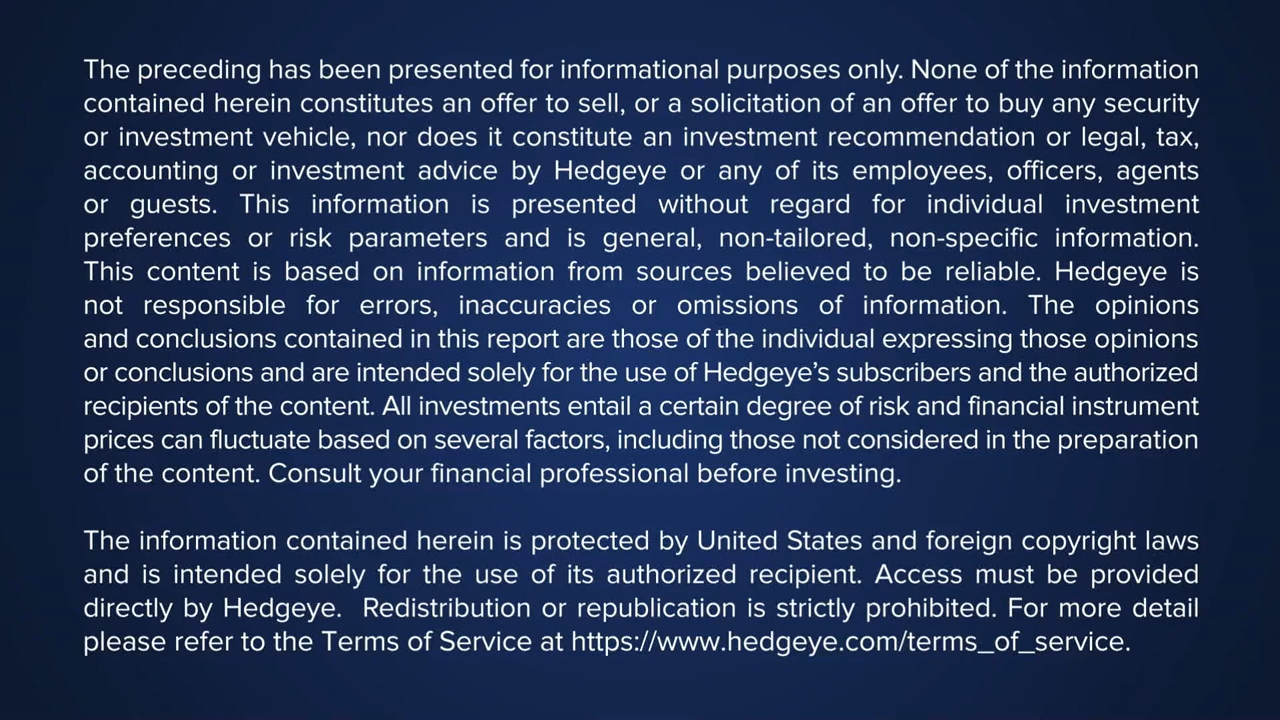 The preceding has been presented for informational purposes only. None of the information
contained herein constitutes an offer to sell, or a solicitation of an offer to buy any security
or investment vehicle, nor does it constitute an investment recommendation or legal, tax,
accounting or investment advice by Hedgeye or any of its employees, officers, agents
or guests. This information is presented without regard for individual investment
preferences or risk parameters and is general, non-tailored, non-specific information.
This content is based on information from sources believed to be reliable. Hedgeye is
not responsible for errors, inaccuracies or omissions of information. The opinions
and conclusions contained in this report are those of the individual expressing those opinions
or conclusions and are intended solely for the use of Hedgeye’s subscribers and the authorized
recipients of the content. All investments entail a certain degree of risk and financial instrument
prices can fluctuate based on several factors, including those not considered in the preparation
of the content. Consult your financial professional before investing.
The information contained herein is protected by United States and foreign copyright laws
and is intended solely for the use of its authorized recipient. Access must be provided
directly by Hedgeye.  Redistribution or republication is strictly prohibited. For more detail
please refer to the Terms of Service at https://www.hedgeye.com/terms_of_service.